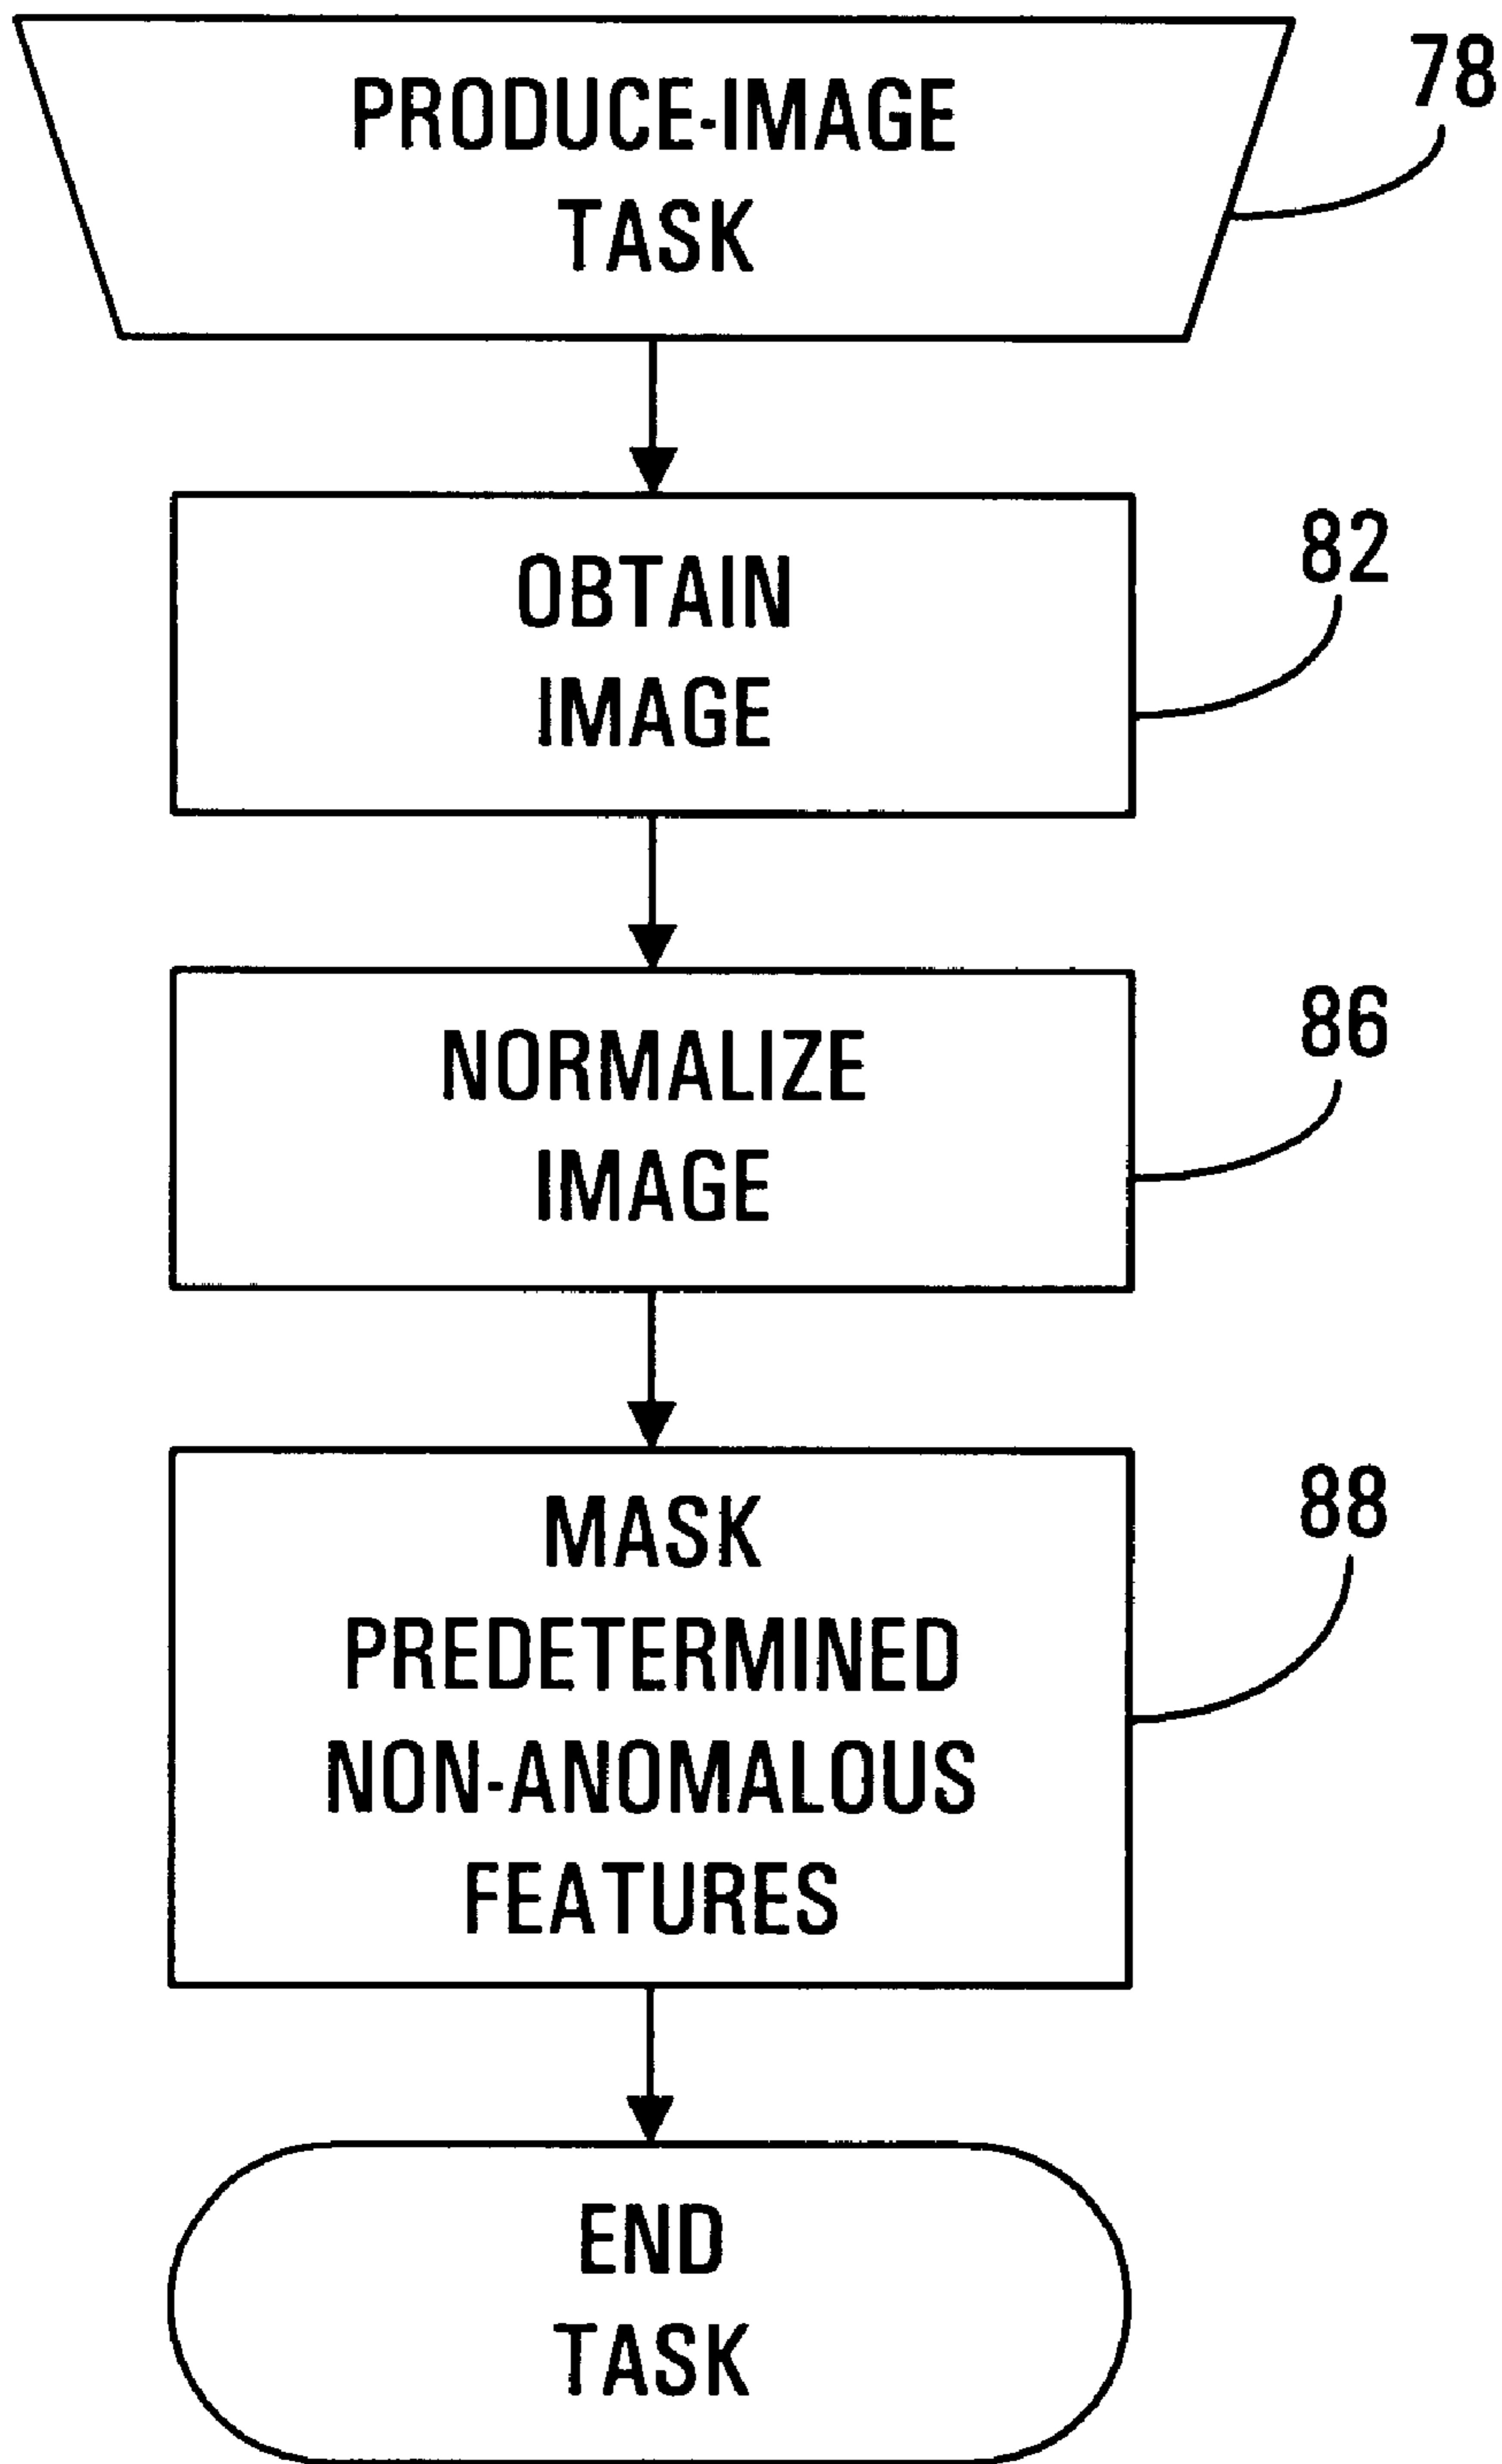 PRODUCE-IMAGE
TASK
78
OBTAIN
IMAGE
82
NORMALIZE
IMAGE
86
MASK
PREDETERMINED
NON-ANOMALOUS
FEATURES
88
END
TASK